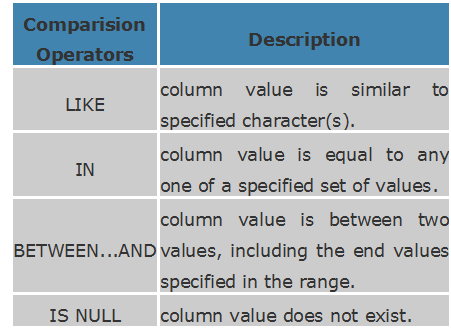 Comparision
Operators
Description
LIKE
column value is similar to
specified character(s).
IN
column value is equal to any
one of a specified set of values.
BETWEEN...AND
column value is between two
values, including the end values
specified in the range.
IS NULL
column value does not exist.